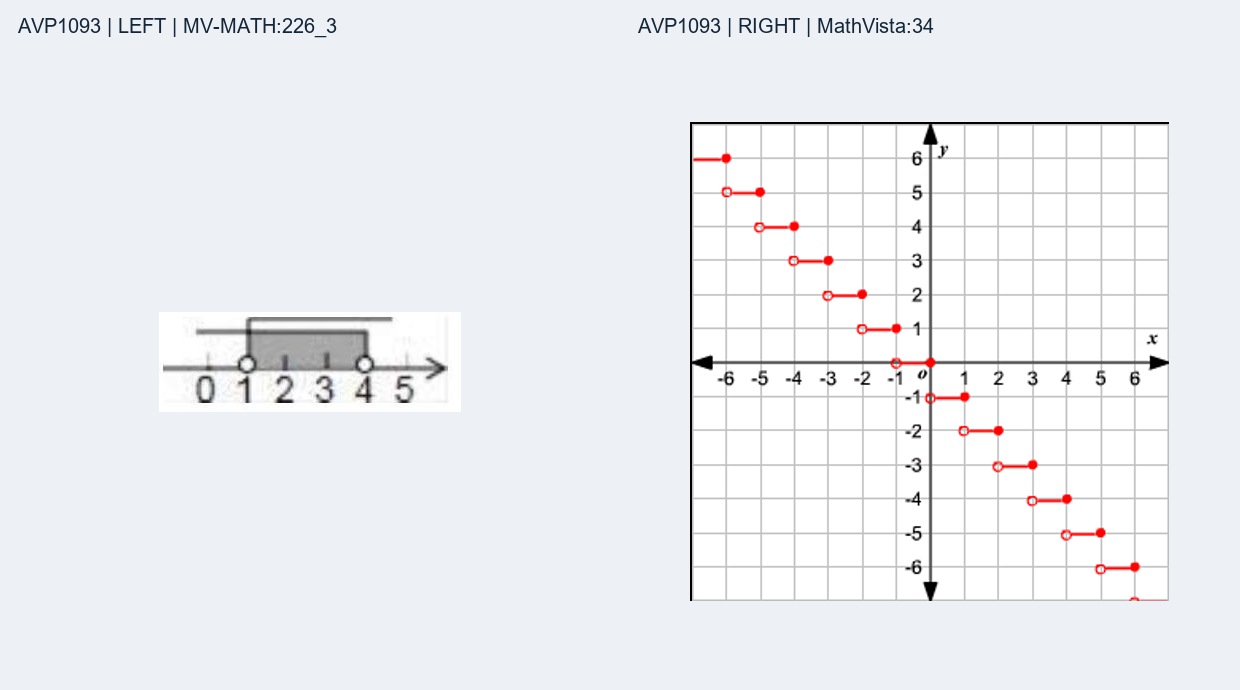 AVP1093 | LEFT | MV-MATH:226_3
AVP1093 | RIGHT | MathVista:34
0 1 2 3 4 5
y
6
5
4
3
2
1
x
-6 -5 -4 -3 -2 -1 o 1 2 3 4 5 6
-1
-2
-3
-4
-5
-6